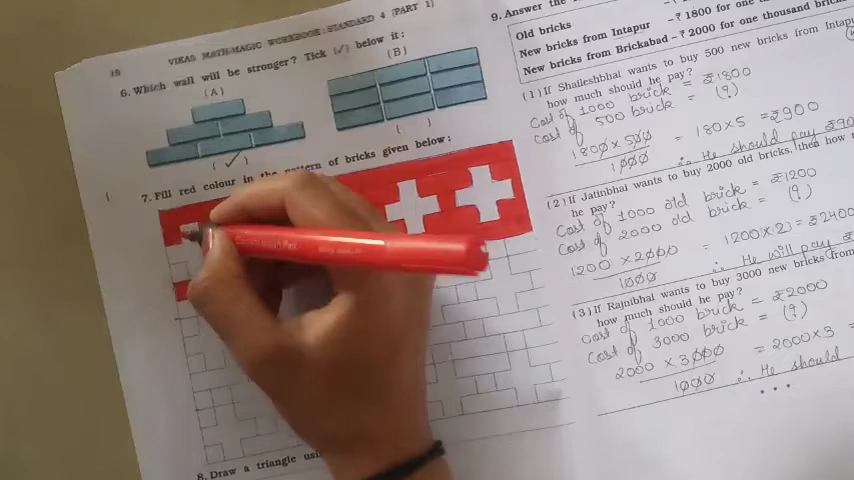 18
VIKAS MATH-MAGIC WORKBOOK : STANDARD 4 (PART 1)
6. Which wall will be stronger? Tick (✓) below it:
(A)
(B)
( ✓ )
( )
7. Fill red colour in the pattern of bricks given below:
8. Draw a triangle
9. Answer the
Old bricks
New bricks from Intapur - ₹ 1800 for one
New bricks from Brickabad - ₹ 2000 for one thousand
(1) If Shaileshbhai wants to buy 500 new bricks from
how much should he pay?
Cost of 1000 brick = ₹1800
Cost of 500 brick = (?)
1800 × 500 = 180 × 5 = ₹900
1000 ∴ He should pay
(2) If Jatinbhai wants to buy 2000 old bricks, then how
he pay?
Cost of 1000 old brick = ₹1200
Cost of 2000 old brick = (?)
1200 × 2000 = 1200 × (2) = ₹2400
1000 ∴ He will pay
(3) If Rajnibhai wants to buy 3000 new bricks from
how much should he pay?
Cost of 1000 brick = ₹2000
Cost of 3000 brick = (?)
2000 × 3000 = 2000 × 3
1000 ∴ He should